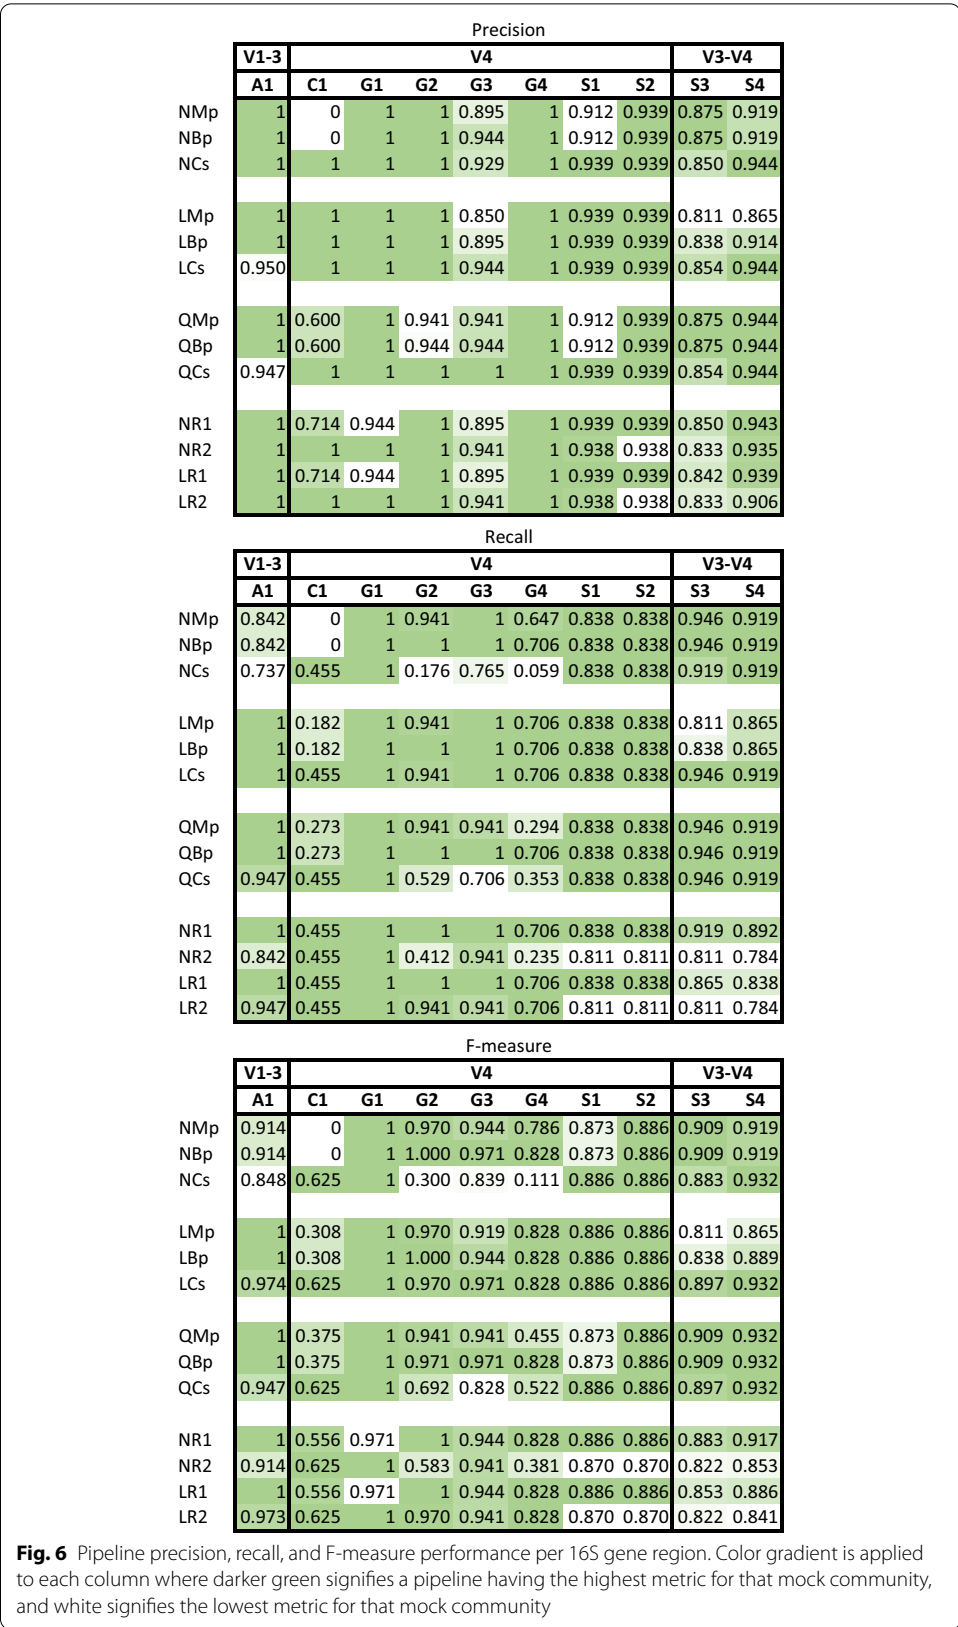 Precision
V1-3 V4 V3-V4
A1 C1 G1 G2 G3 G4 S1 S2 S3 S4
NMp 1 0 1 1 0.895 1 0.912 0.939 0.875 0.919
NBp 1 0 1 1 0.944 1 0.912 0.939 0.875 0.919
NCs 1 1 1 1 0.929 1 0.939 0.939 0.850 0.944
LMp 1 1 1 1 0.850 1 0.939 0.939 0.811 0.865
LBp 1 1 1 1 0.895 1 0.939 0.939 0.838 0.914
LCs 0.950 1 1 1 0.944 1 0.939 0.939 0.854 0.944
QMp 1 0.600 1 0.941 0.941 1 0.912 0.939 0.875 0.944
QBp 1 0.600 1 0.944 0.944 1 0.912 0.939 0.875 0.944
QCs 0.947 1 1 1 1 1 0.939 0.939 0.854 0.944
NR1 1 0.714 0.944 1 0.895 1 0.939 0.939 0.850 0.943
NR2 1 1 1 1 0.941 1 0.938 0.938 0.833 0.935
LR1 1 0.714 0.944 1 0.895 1 0.939 0.939 0.842 0.939
LR2 1 1 1 1 0.941 1 0.938 0.938 0.833 0.906
Recall
V1-3 V4 V3-V4
A1 C1 G1 G2 G3 G4 S1 S2 S3 S4
NMp 0.842 0 1 0.941 1 0.647 0.838 0.838 0.946 0.919
NBp 0.842 0 1 1 1 0.706 0.838 0.838 0.946 0.919
NCs 0.737 0.455 1 0.176 0.765 0.059 0.838 0.838 0.919 0.919
LMp 1 0.182 1 0.941 1 0.706 0.838 0.838 0.811 0.865
LBp 1 0.182 1 1 1 0.706 0.838 0.838 0.838 0.865
LCs 1 0.455 1 0.941 1 0.706 0.838 0.838 0.946 0.919
QMp 1 0.273 1 0.941 0.941 0.294 0.838 0.838 0.946 0.919
QBp 1 0.273 1 1 1 0.706 0.838 0.838 0.946 0.919
QCs 0.947 0.455 1 0.529 0.706 0.353 0.838 0.838 0.946 0.919
NR1 1 0.455 1 1 1 0.706 0.838 0.838 0.919 0.892
NR2 0.842 0.455 1 0.412 0.941 0.235 0.811 0.811 0.811 0.784
LR1 1 0.455 1 1 1 0.706 0.838 0.838 0.865 0.838
LR2 0.947 0.455 1 0.941 0.941 0.706 0.811 0.811 0.811 0.784
F-measure
V1-3 V4 V3-V4
A1 C1 G1 G2 G3 G4 S1 S2 S3 S4
NMp 0.914 0 1 0.970 0.944 0.786 0.873 0.886 0.909 0.919
NBp 0.914 0 1 1.000 0.971 0.828 0.873 0.886 0.909 0.919
NCs 0.848 0.625 1 0.300 0.839 0.111 0.886 0.886 0.883 0.932
LMp 1 0.308 1 0.970 0.919 0.828 0.886 0.886 0.811 0.865
LBp 1 0.308 1 1.000 0.944 0.828 0.886 0.886 0.838 0.889
LCs 0.974 0.625 1 0.970 0.971 0.828 0.886 0.886 0.897 0.932
QMp 1 0.375 1 0.941 0.941 0.455 0.873 0.886 0.909 0.932
QBp 1 0.375 1 0.971 0.971 0.828 0.873 0.886 0.909 0.932
QCs 0.947 0.625 1 0.692 0.828 0.522 0.886 0.886 0.897 0.932
NR1 1 0.556 0.971 1 0.944 0.828 0.886 0.886 0.883 0.917
NR2 0.914 0.625 1 0.583 0.941 0.381 0.870 0.870 0.822 0.853
LR1 1 0.556 0.971 1 0.944 0.828 0.886 0.886 0.853 0.886
LR2 0.973 0.625 1 0.970 0.941 0.828 0.870 0.870 0.822 0.841
Fig. 6 Pipeline precision, recall, and F-measure performance per 16S gene region. Color gradient is applied
to each column where darker green signifies a pipeline having the highest metric for that mock community,
and white signifies the lowest metric for that mock community